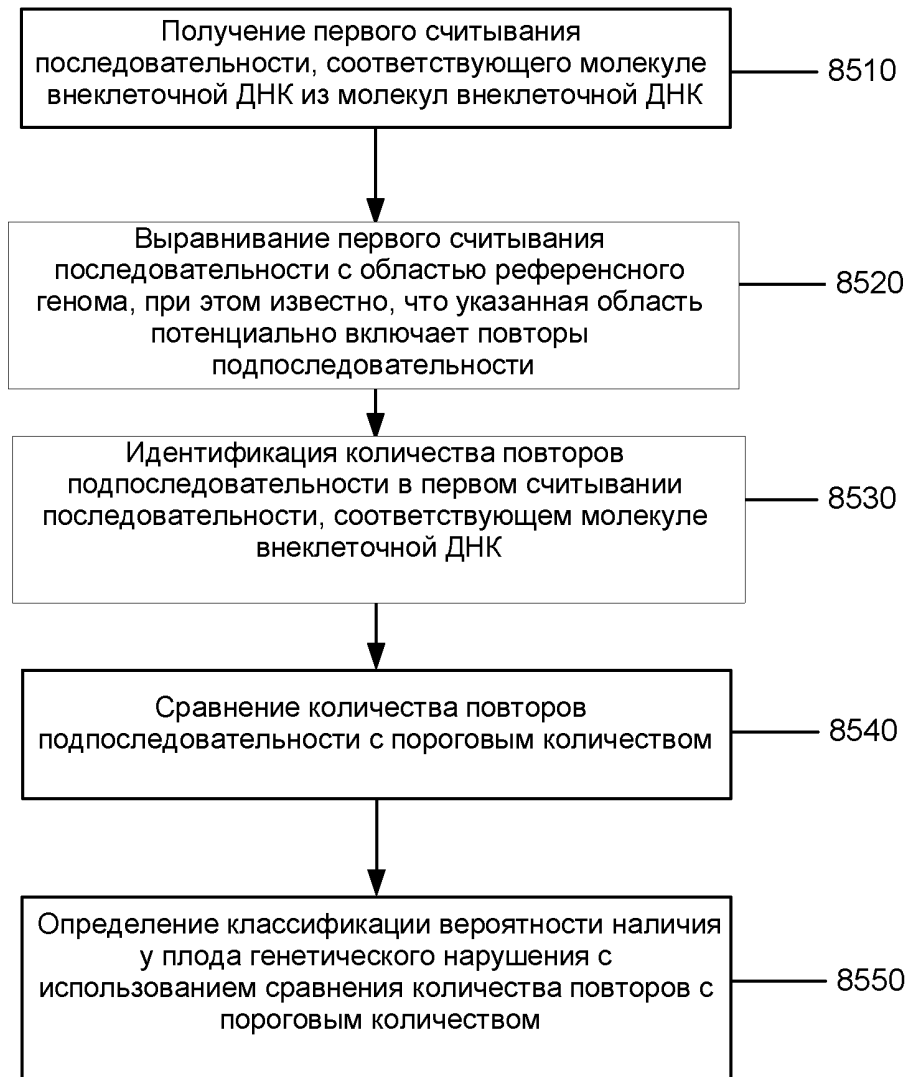 Получение первого считывания
последовательности, соответствующего молекуле
внеклеточной ДНК из молекул внеклеточной ДНК
8510
Выравнивание первого считывания
последовательности с областью референсного
генома, при этом известно, что указанная область
потенциально включает повторы
подпоследовательности
8520
Идентификация количества повторов
подпоследовательности в первом считывании
последовательности, соответствующем молекуле
внеклеточной ДНК
8530
Сравнение количества повторов
подпоследовательности с пороговым количеством
8540
Определение классификации вероятности наличия
у плода генетического нарушения с
использованием сравнения количества повторов с
пороговым количеством
8550